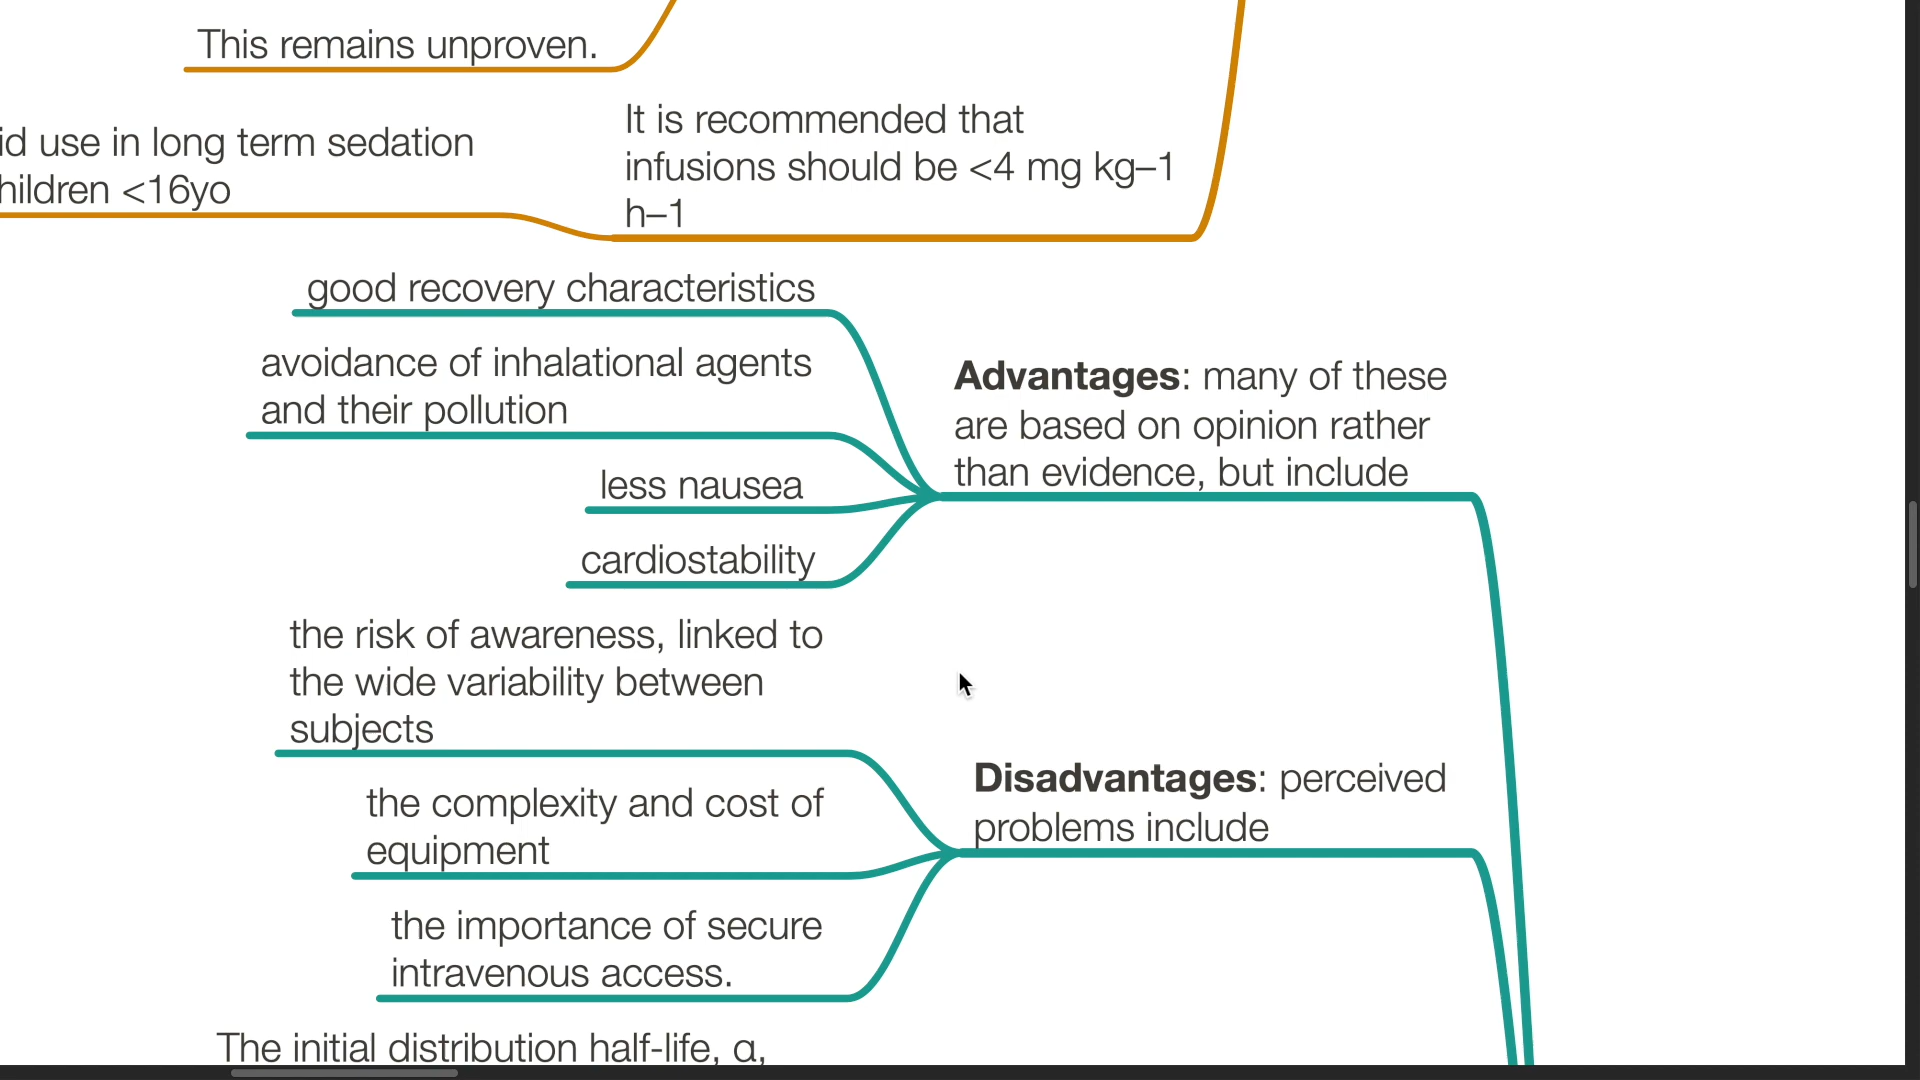 This remains unproven.
id use in long term sedation
hildren <16yo
It is recommended that
infusions should be <4 mg kg–1
h–1
good recovery characteristics
avoidance of inhalational agents
and their pollution
less nausea
cardiostability
Advantages: many of these
are based on opinion rather
than evidence, but include
the risk of awareness, linked to
the wide variability between
subjects
the complexity and cost of
equipment
the importance of secure
intravenous access.
Disadvantages: perceived
problems include
The initial distribution half-life, α,